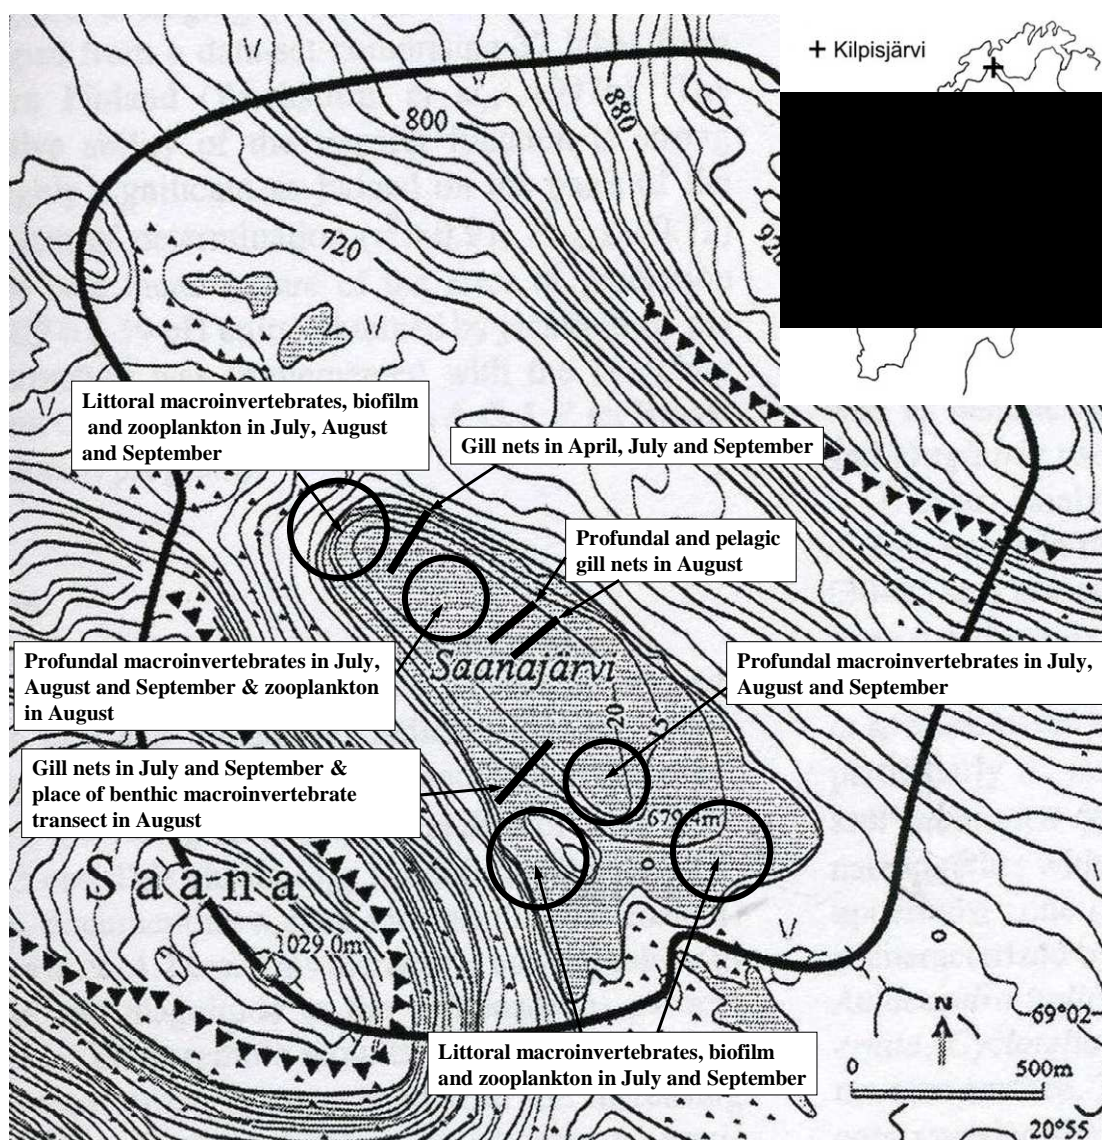 Kilpisjärvi
800
880
920
720
Littoral macroinvertebrates, biofilm
and zooplankton in July, August
and September
Gill nets in April, July and September
Profundal and pelagic
gill nets in August
Saanajärvi
Profundal macroinvertebrates in July,
August and September & zooplankton
in August
Profundal macroinvertebrates in July,
August and September
20
15
Gill nets in July and September &
place of benthic macroinvertebrate
transect in August
679.4m
Saana
1029.0m
Littoral macroinvertebrates, biofilm
and zooplankton in July and September
N
69°02
0 500m
20°55